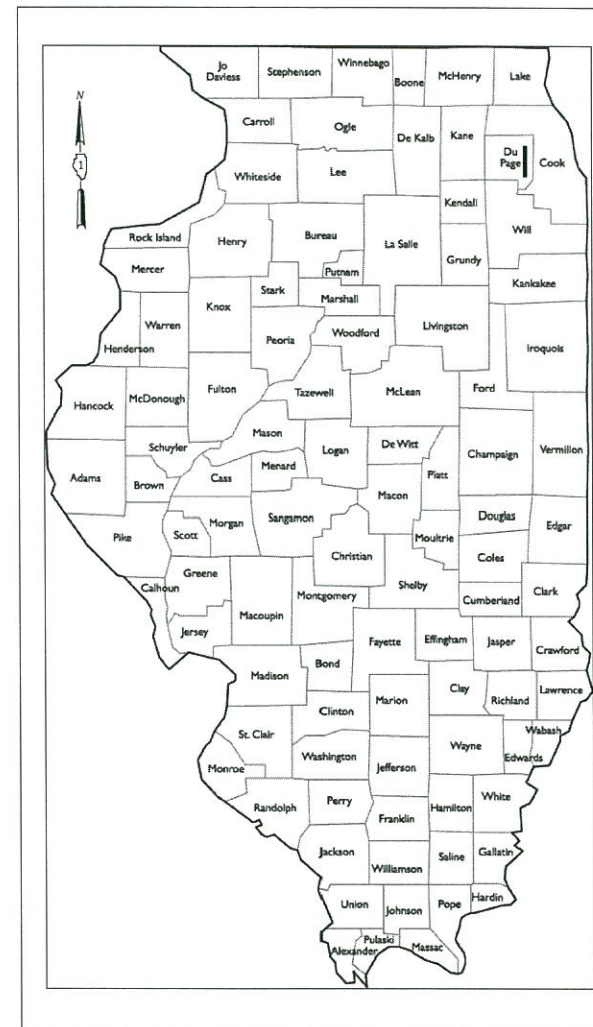 Jo
Daviess
Stephenson
Winnebago
Boone
McHenry
Lake
N
1
Carroll
Ogle
De Kalb
Kane
Du
Page
Cook
Whiteside
Lee
Kendall
Will
Rock Island
Henry
Bureau
La Salle
Grundy
Mercer
Putnam
Kankakee
Stark
Marshall
Knox
Warren
Henderson
Peoria
Woodford
Livingston
Iroquois
Hancock
McDonough
Fulton
Tazewell
McLean
Ford
Mason
Schuyler
Logan
De Witt
Champaign
Vermilion
Adams
Brown
Cass
Menard
Piatt
Macon
Pike
Scott
Morgan
Sangamon
Douglas
Edgar
Moultrie
Christian
Coles
Greene
Calhoun
Shelby
Macoupin
Montgomery
Cumberland
Clark
Jersey
Fayette
Effingham
Jasper
Crawford
Madison
Bond
Clay
Richland
Lawrence
Marion
Clinton
St. Clair
Wabash
Wayne
Edwards
Washington
Jefferson
Monroe
Randolph
Perry
Hamilton
White
Franklin
Jackson
Williamson
Saline
Gallatin
Union
Johnson
Pope
Hardin
Pulaski
Alexander
Massac